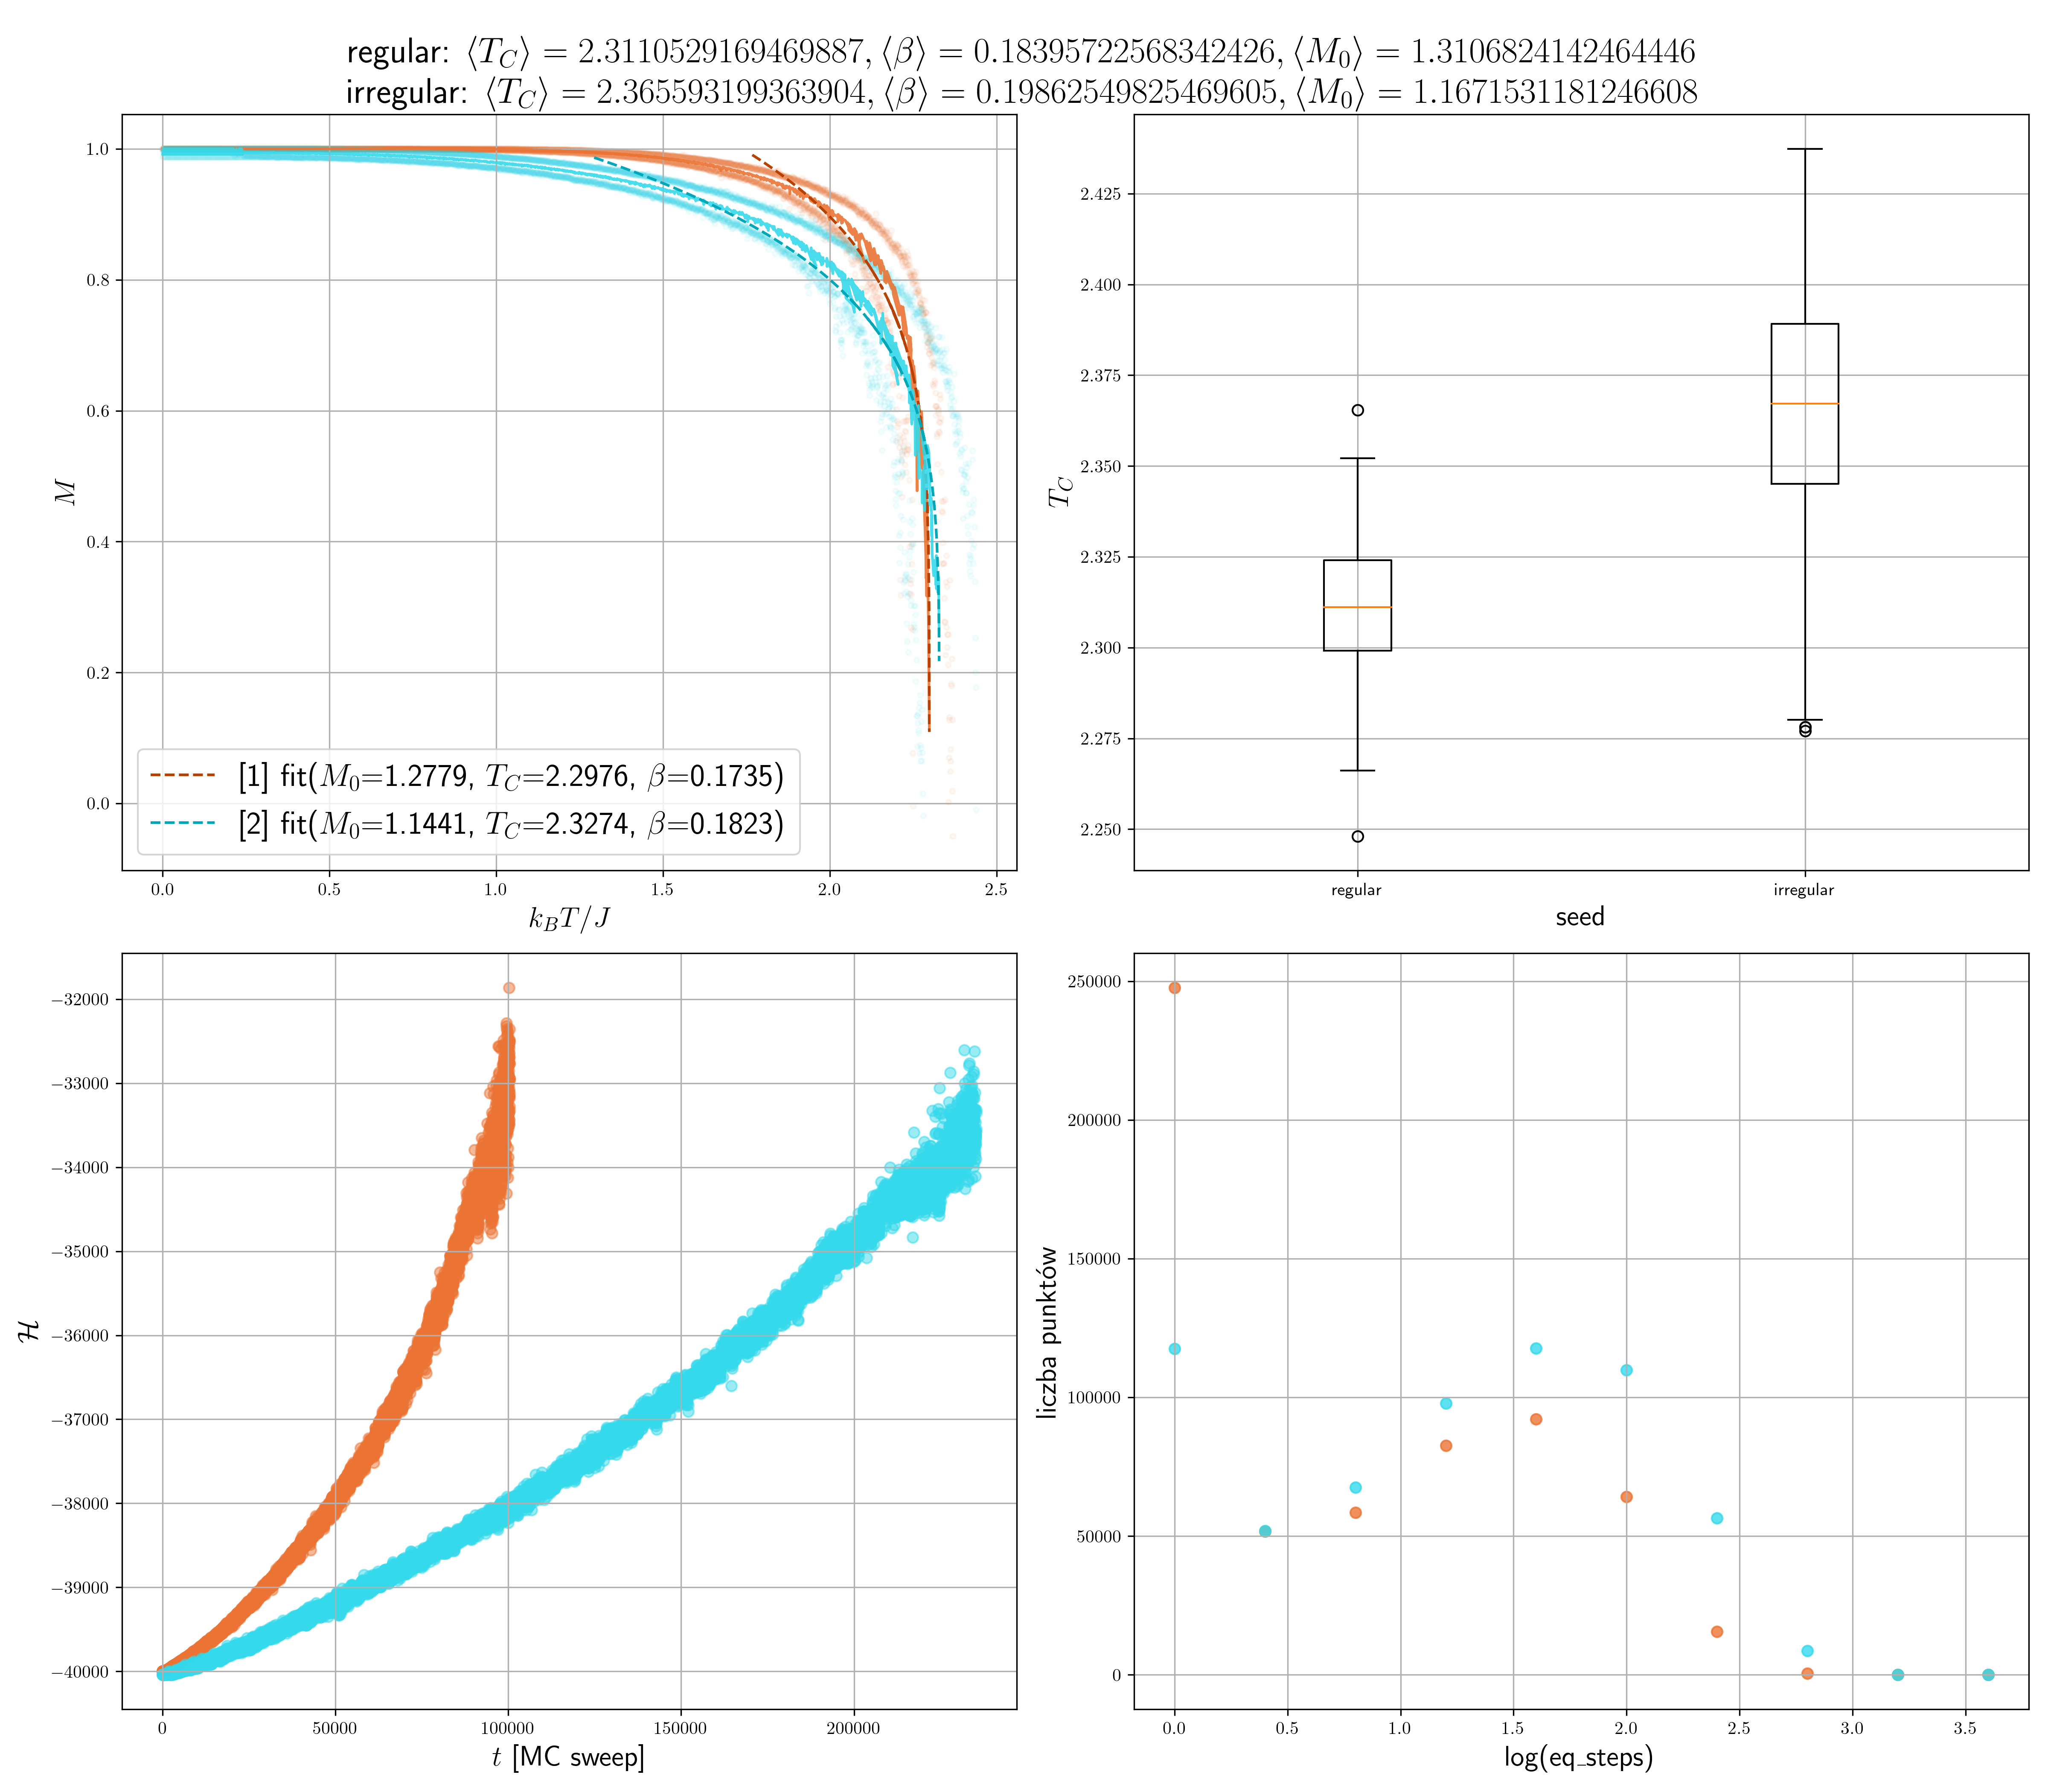 regular: ⟨T_C⟩ = 2.3110529169469887, ⟨β⟩ = 0.18395722568342426, ⟨M_0⟩ = 1.3106824142464446
irregular: ⟨T_C⟩ = 2.365593199363904, ⟨β⟩ = 0.19862549825469605, ⟨M_0⟩ = 1.1671531181246608
M
1.0
0.8
0.6
0.4
0.2
0.0
[1] fit(M_0=1.2779, T_C=2.2976, β=0.1735)
[2] fit(M_0=1.1441, T_C=2.3274, β=0.1823)
0.0 0.5 1.0 1.5 2.0 2.5
k_BT/J
T_C
2.425
2.400
2.375
2.350
2.325
2.300
2.275
2.250
regular irregular
seed
ℋ
−32000
−33000
−34000
−35000
−36000
−37000
−38000
−39000
−40000
0 50000 100000 150000 200000
t [MC sweep]
liczba punktów
250000
200000
150000
100000
50000
0
0.0 0.5 1.0 1.5 2.0 2.5 3.0 3.5
log(eq_steps)